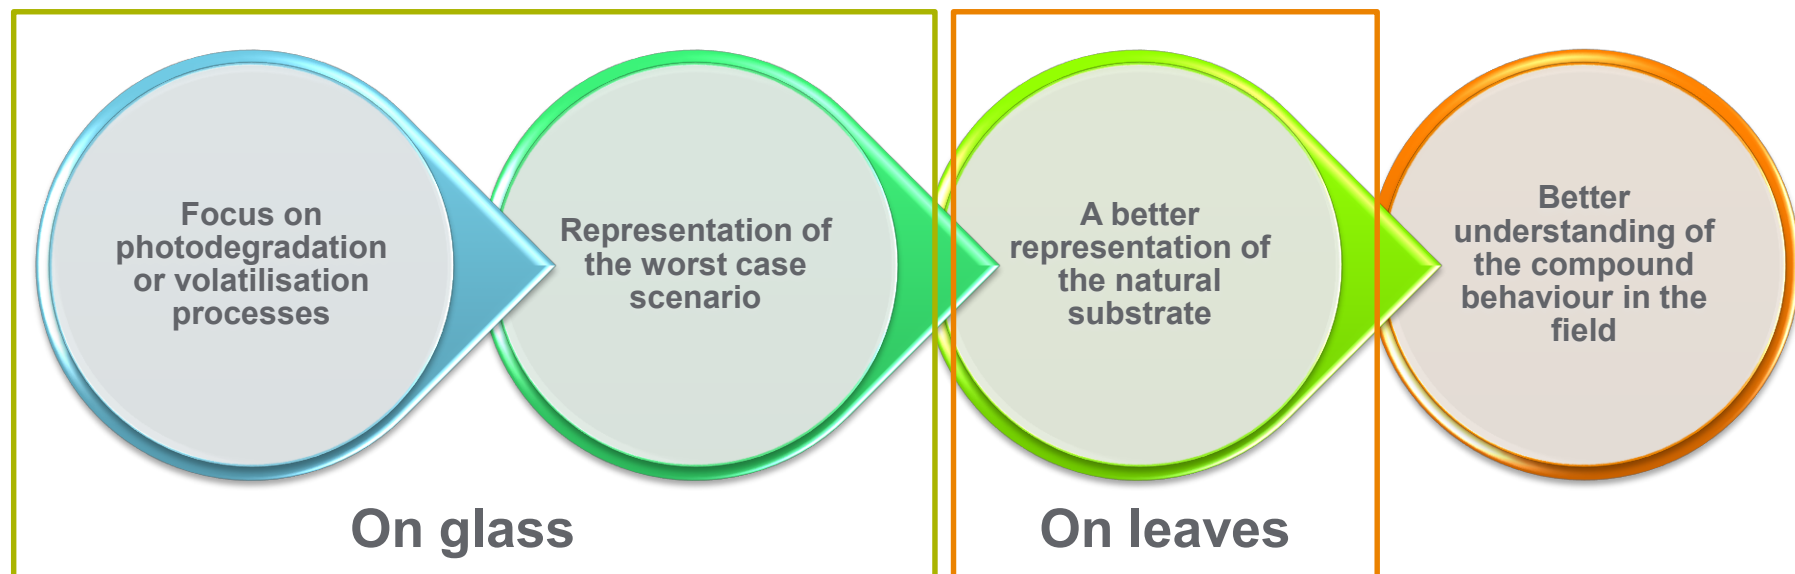 Focus on
photodegradation
or volatilisation
processes
Representation of
the worst case
scenario
A better
representation of
the natural
substrate
Better
understanding of
the compound
behaviour in the
field
On glass
On leaves